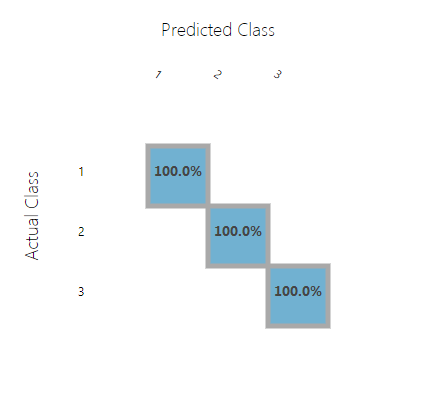 Predicted Class
1 2 3
Actual Class
1 100.0%
2 100.0%
3 100.0%